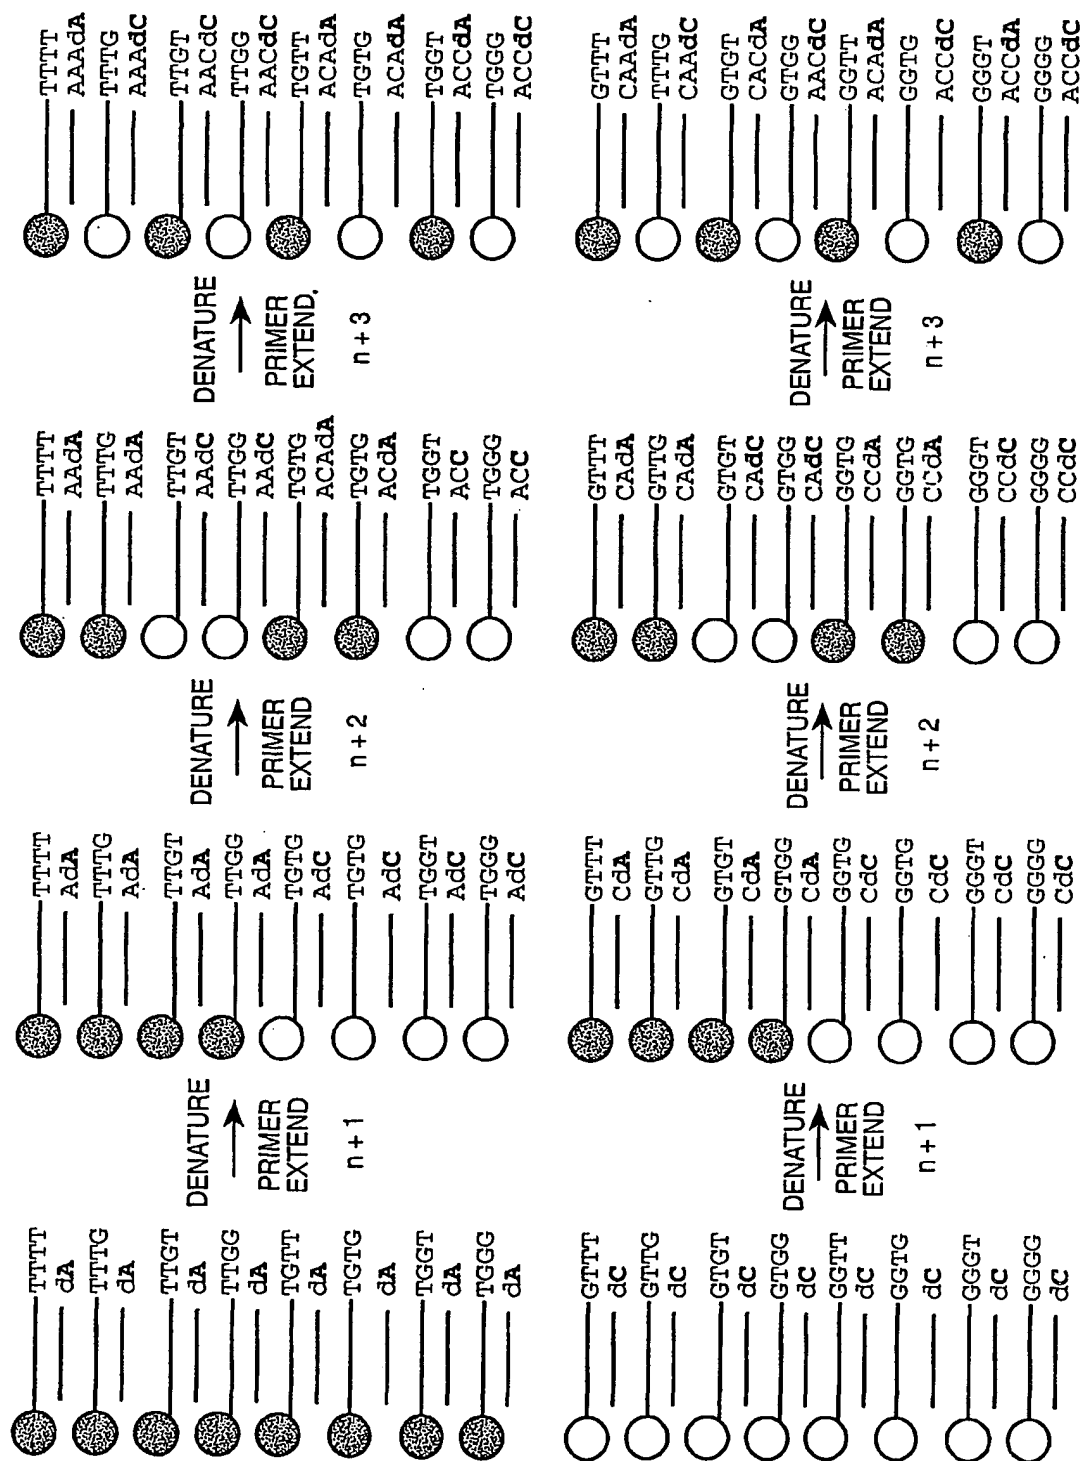 TTTT
dA
TTTG
dA
TTGT
dA
TTGG
dA
TGTT
dA
TGTG
dA
TGGT
dA
TGGG
dA
DENATURE
PRIMER
EXTEND
n + 1
TTTT
AdA
TTTG
AdA
TTGT
AdA
TTGG
AdA
TGTG
AdC
TGTG
AdC
TGGT
AdC
TGGG
AdC
DENATURE
PRIMER
EXTEND
n + 2
TTTT
AAdA
TTTG
AAdA
TTGT
AAdC
TTGG
AAdC
TGTG
ACAdA
TGTG
ACdA
TGGT
ACC
TGGG
ACC
DENATURE
PRIMER
EXTEND.
n + 3
TTTT
AAAdA
TTTG
AAAdC
TTGT
AACdC
TTGG
AACdC
TGTT
ACAdA
TGTG
ACAdA
TGGT
ACCdA
TGGG
ACCdC
GTTT
dC
GTTG
dC
GTGT
dC
GTGG
dC
GGTT
dC
GGTG
dC
GGGT
dC
GGGG
dC
DENATURE
PRIMER
EXTEND
n + 1
GTTT
CdA
GTTG
CdA
GTGT
CdA
GTGG
CdA
GGTG
CdC
GGTG
CdC
GGGT
CdC
GGGG
CdC
DENATURE
PRIMER
EXTEND
n + 2
GTTT
CAdA
GTTG
CAdA
GTGT
CAdC
GTGG
CAdC
GGTG
CCdA
GGTG
CCdA
GGGT
CCdC
GGGG
CCdC
DENATURE
PRIMER
EXTEND
n + 3
GTTT
CAAdA
TTTG
CAAdC
GTGT
CACdA
GTGG
AACdC
GGTT
ACAdA
GGTG
ACCdC
GGGT
ACCdA
GGGG
ACCdC